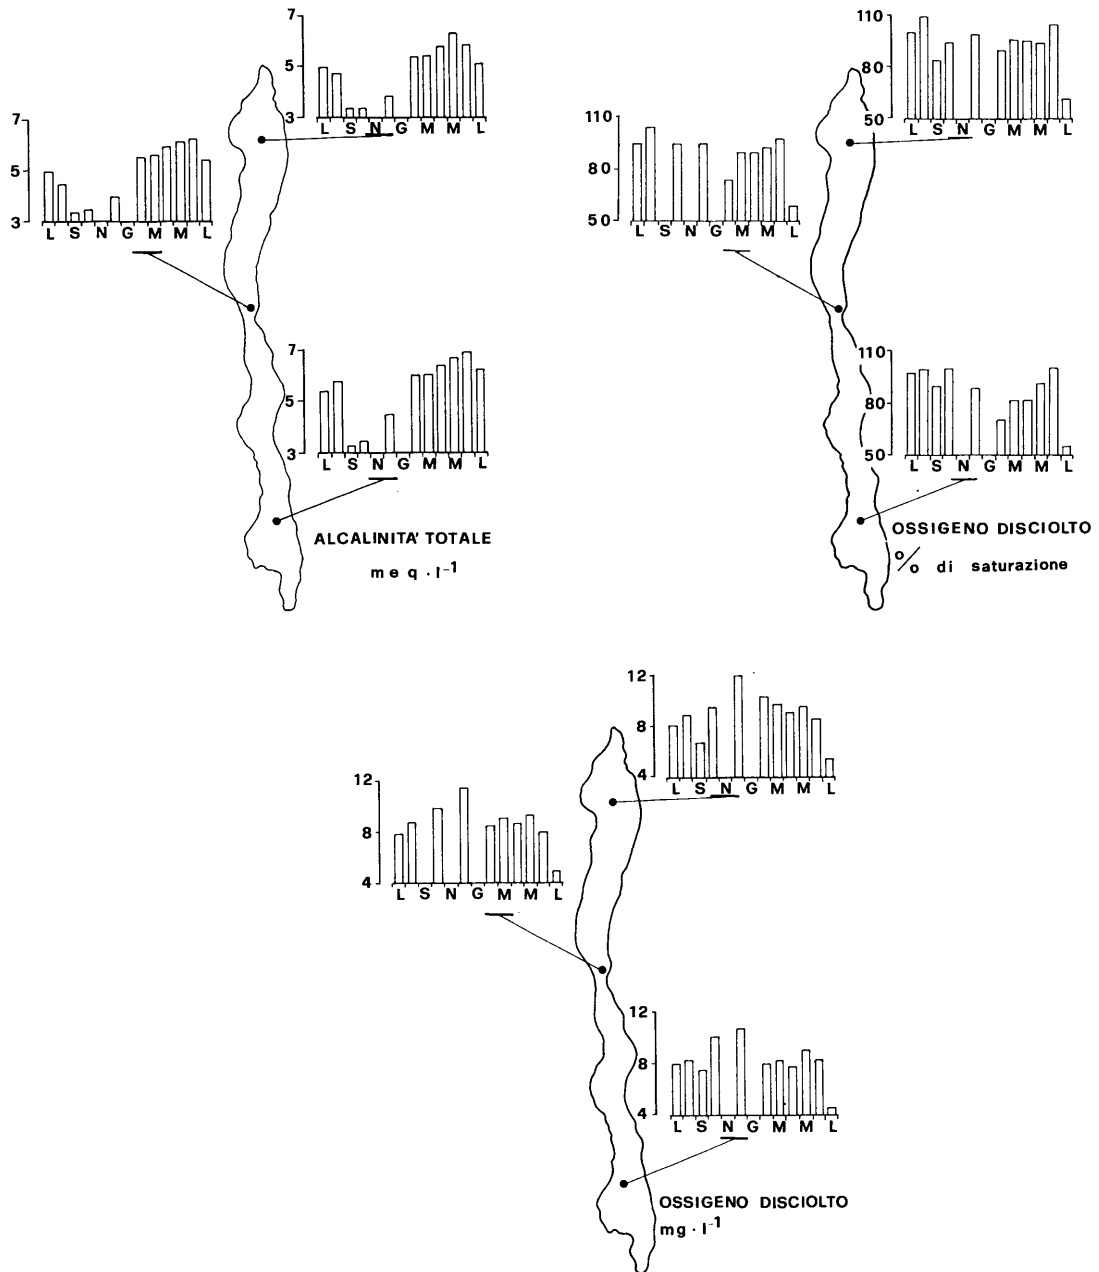 7
5
3
L S N G M M L
7
5
3
L S N G M M L
7
5
3
L S N G M M L
ALCALINITA' TOTALE
meq·l⁻¹
110
80
50
L S N G M M L
110
80
50
L S N G M M L
110
80
50
L S N G M M L
OSSIGENO DISCIOLTO
% di saturazione
12
8
4
L S N G M M L
12
8
4
L S N G M M L
12
8
4
L S N G M M L
OSSIGENO DISCIOLTO
mg·l⁻¹